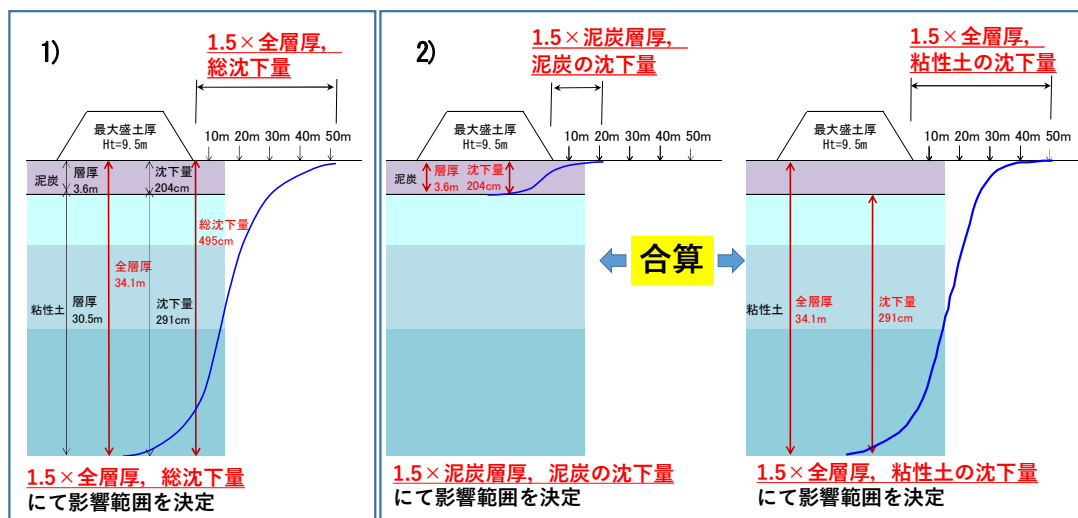 1)
1.5×全層厚,
総沈下量
最大盛土厚
Ht=9.5m
10m 20m 30m 40m 50m
泥炭
層厚
3.6m
沈下量
204cm
総沈下量
495cm
全層厚
34.1m
粘性土
層厚
30.5m
沈下量
291cm
1.5×全層厚, 総沈下量
にて影響範囲を決定
2)
1.5×泥炭層厚,
泥炭の沈下量
最大盛土厚
Ht=9.5m
10m 20m 30m 40m
泥炭
層厚
3.6m
沈下量
204cm
1.5×泥炭層厚, 泥炭の沈下量
にて影響範囲を決定
合算
1.5×全層厚,
粘性土の沈下量
最大盛土厚
Ht=9.5m
10m 20m 30m 40m 50m
粘性土
全層厚
34.1m
沈下量
291cm
1.5×全層厚, 粘性土の沈下量
にて影響範囲を決定